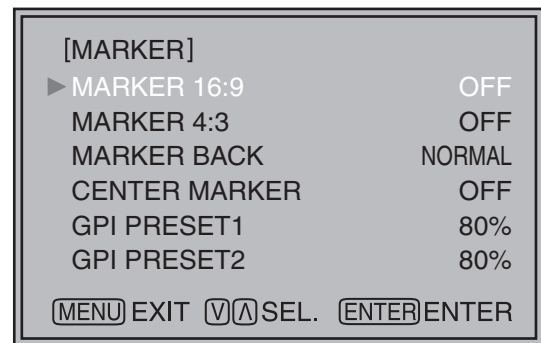 [MARKER]
MARKER 16:9 OFF
MARKER 4:3 OFF
MARKER BACK NORMAL
CENTER MARKER OFF
GPI PRESET1 80%
GPI PRESET2 80%
MENU EXIT V Λ SEL. ENTER ENTER